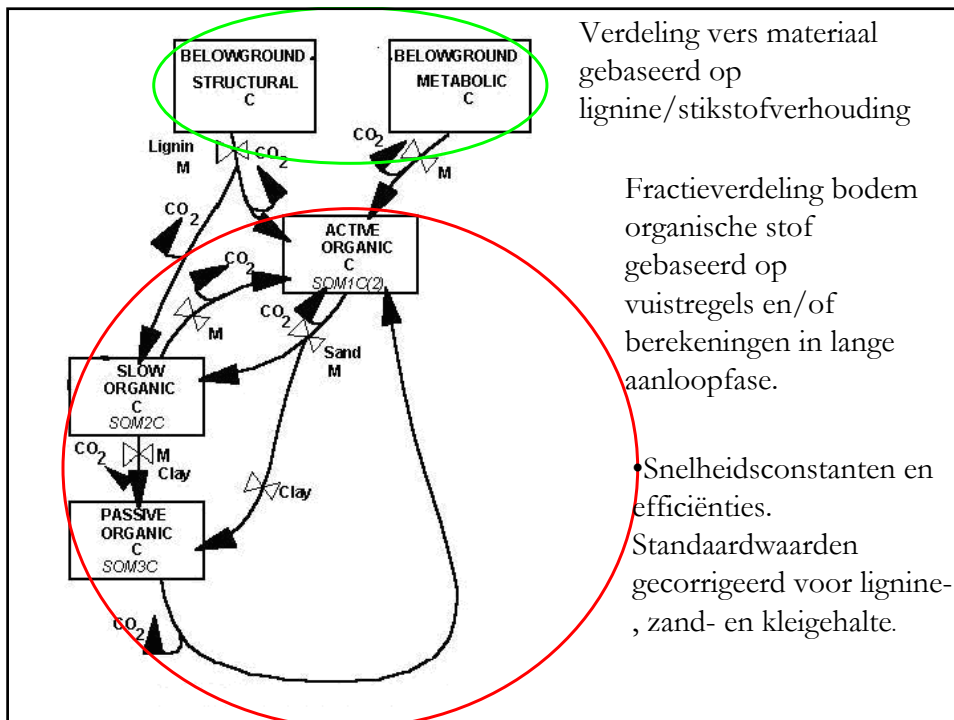 BELOWGROUND
STRUCTURAL
C
BELOWGROUND
METABOLIC
C
Verdeling vers materiaal
gebaseerd op
lignine/stikstofverhouding
Lignin
M
CO2
CO2
M
CO2
Fractieverdeling bodem
organische stof
gebaseerd op
vuistregels en/of
berekeningen in lange
aanloopfase.
ACTIVE
ORGANIC
C
SOM1C(2)
CO2
M
CO2
Sand
M
SLOW
ORGANIC
C
SOM2C
CO2
M
Clay
Clay
•Snelheidsconstanten en
efficiënties.
Standaardwaarden
gecorrigeerd voor lignine-
, zand- en kleigehalte.
PASSIVE
ORGANIC
C
SOM3C
CO2